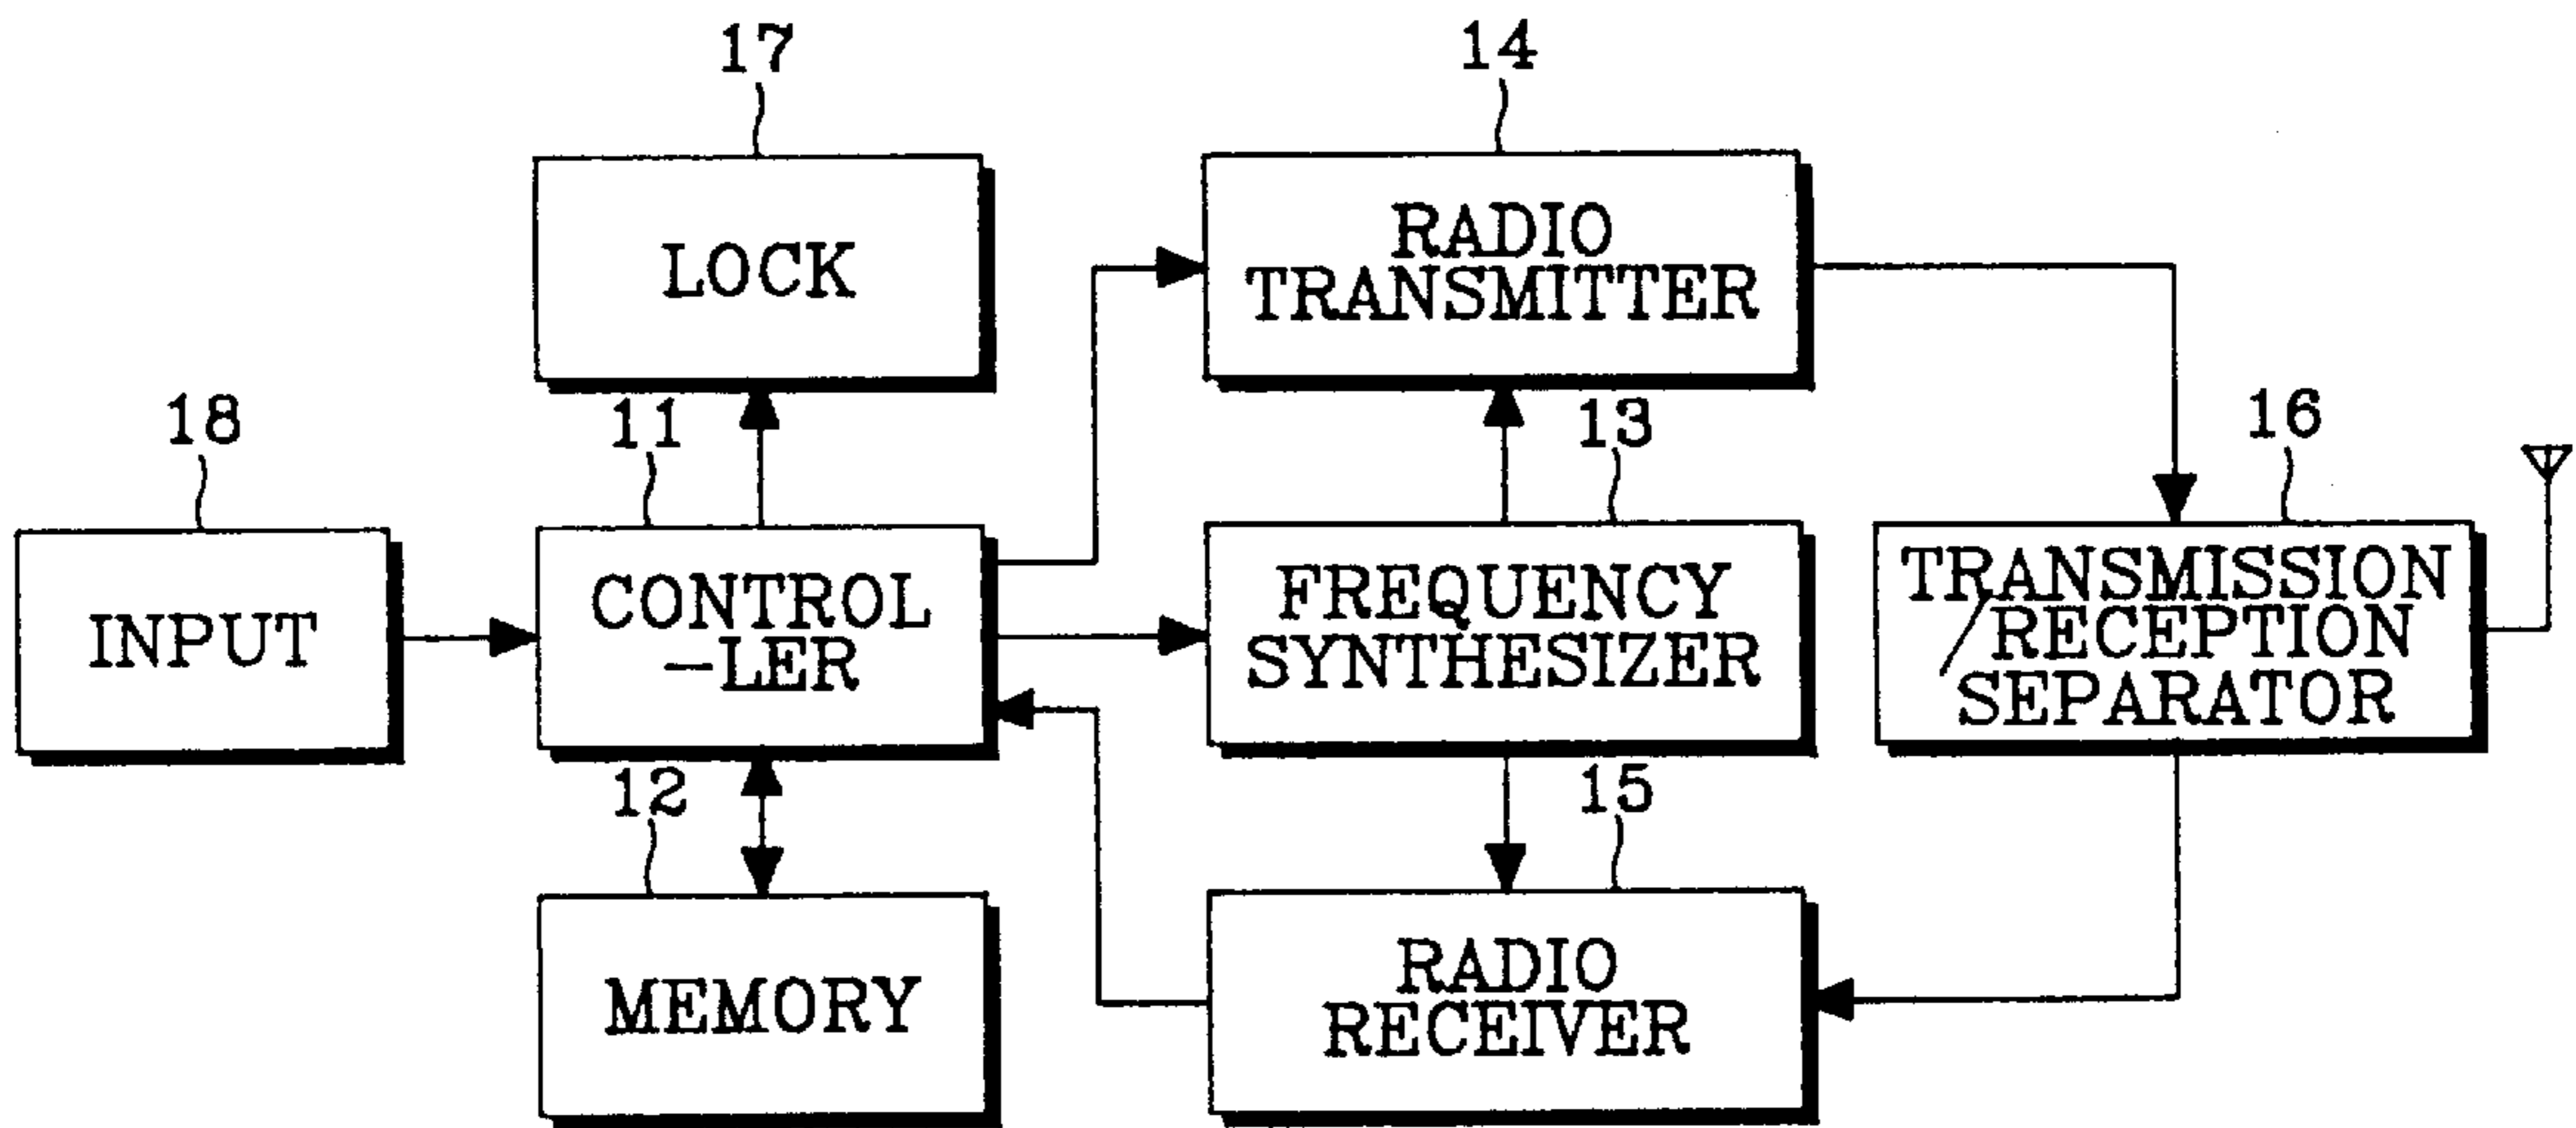 17
LOCK
14
RADIO
TRANSMITTER
18
INPUT
11
CONTROL
-LER
13
FREQUENCY
SYNTHESIZER
16
TRANSMISSION
/RECEPTION
SEPARATOR
12
MEMORY
15
RADIO
RECEIVER